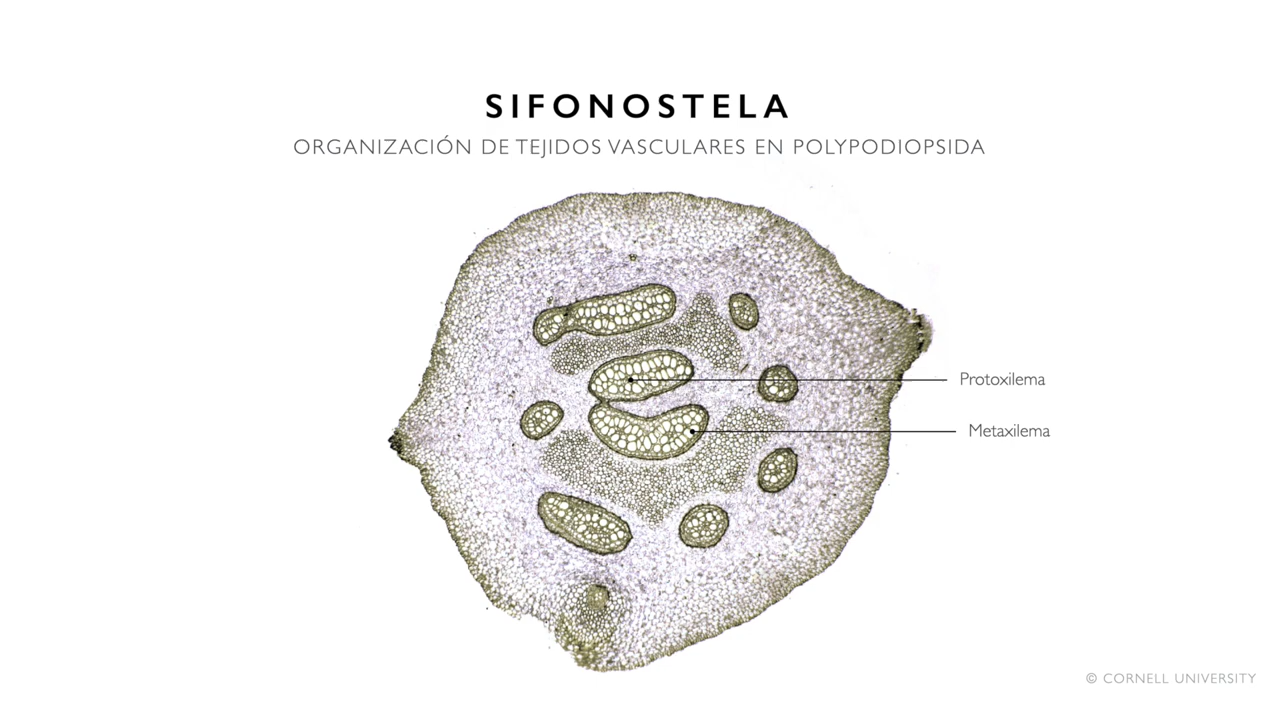 SIFONOSTELA
ORGANIZACIÓN DE TEJIDOS VASCULARES EN POLYPODIOPSIDA
Protoxilema
Metaxilema
© CORNELL UNIVERSITY